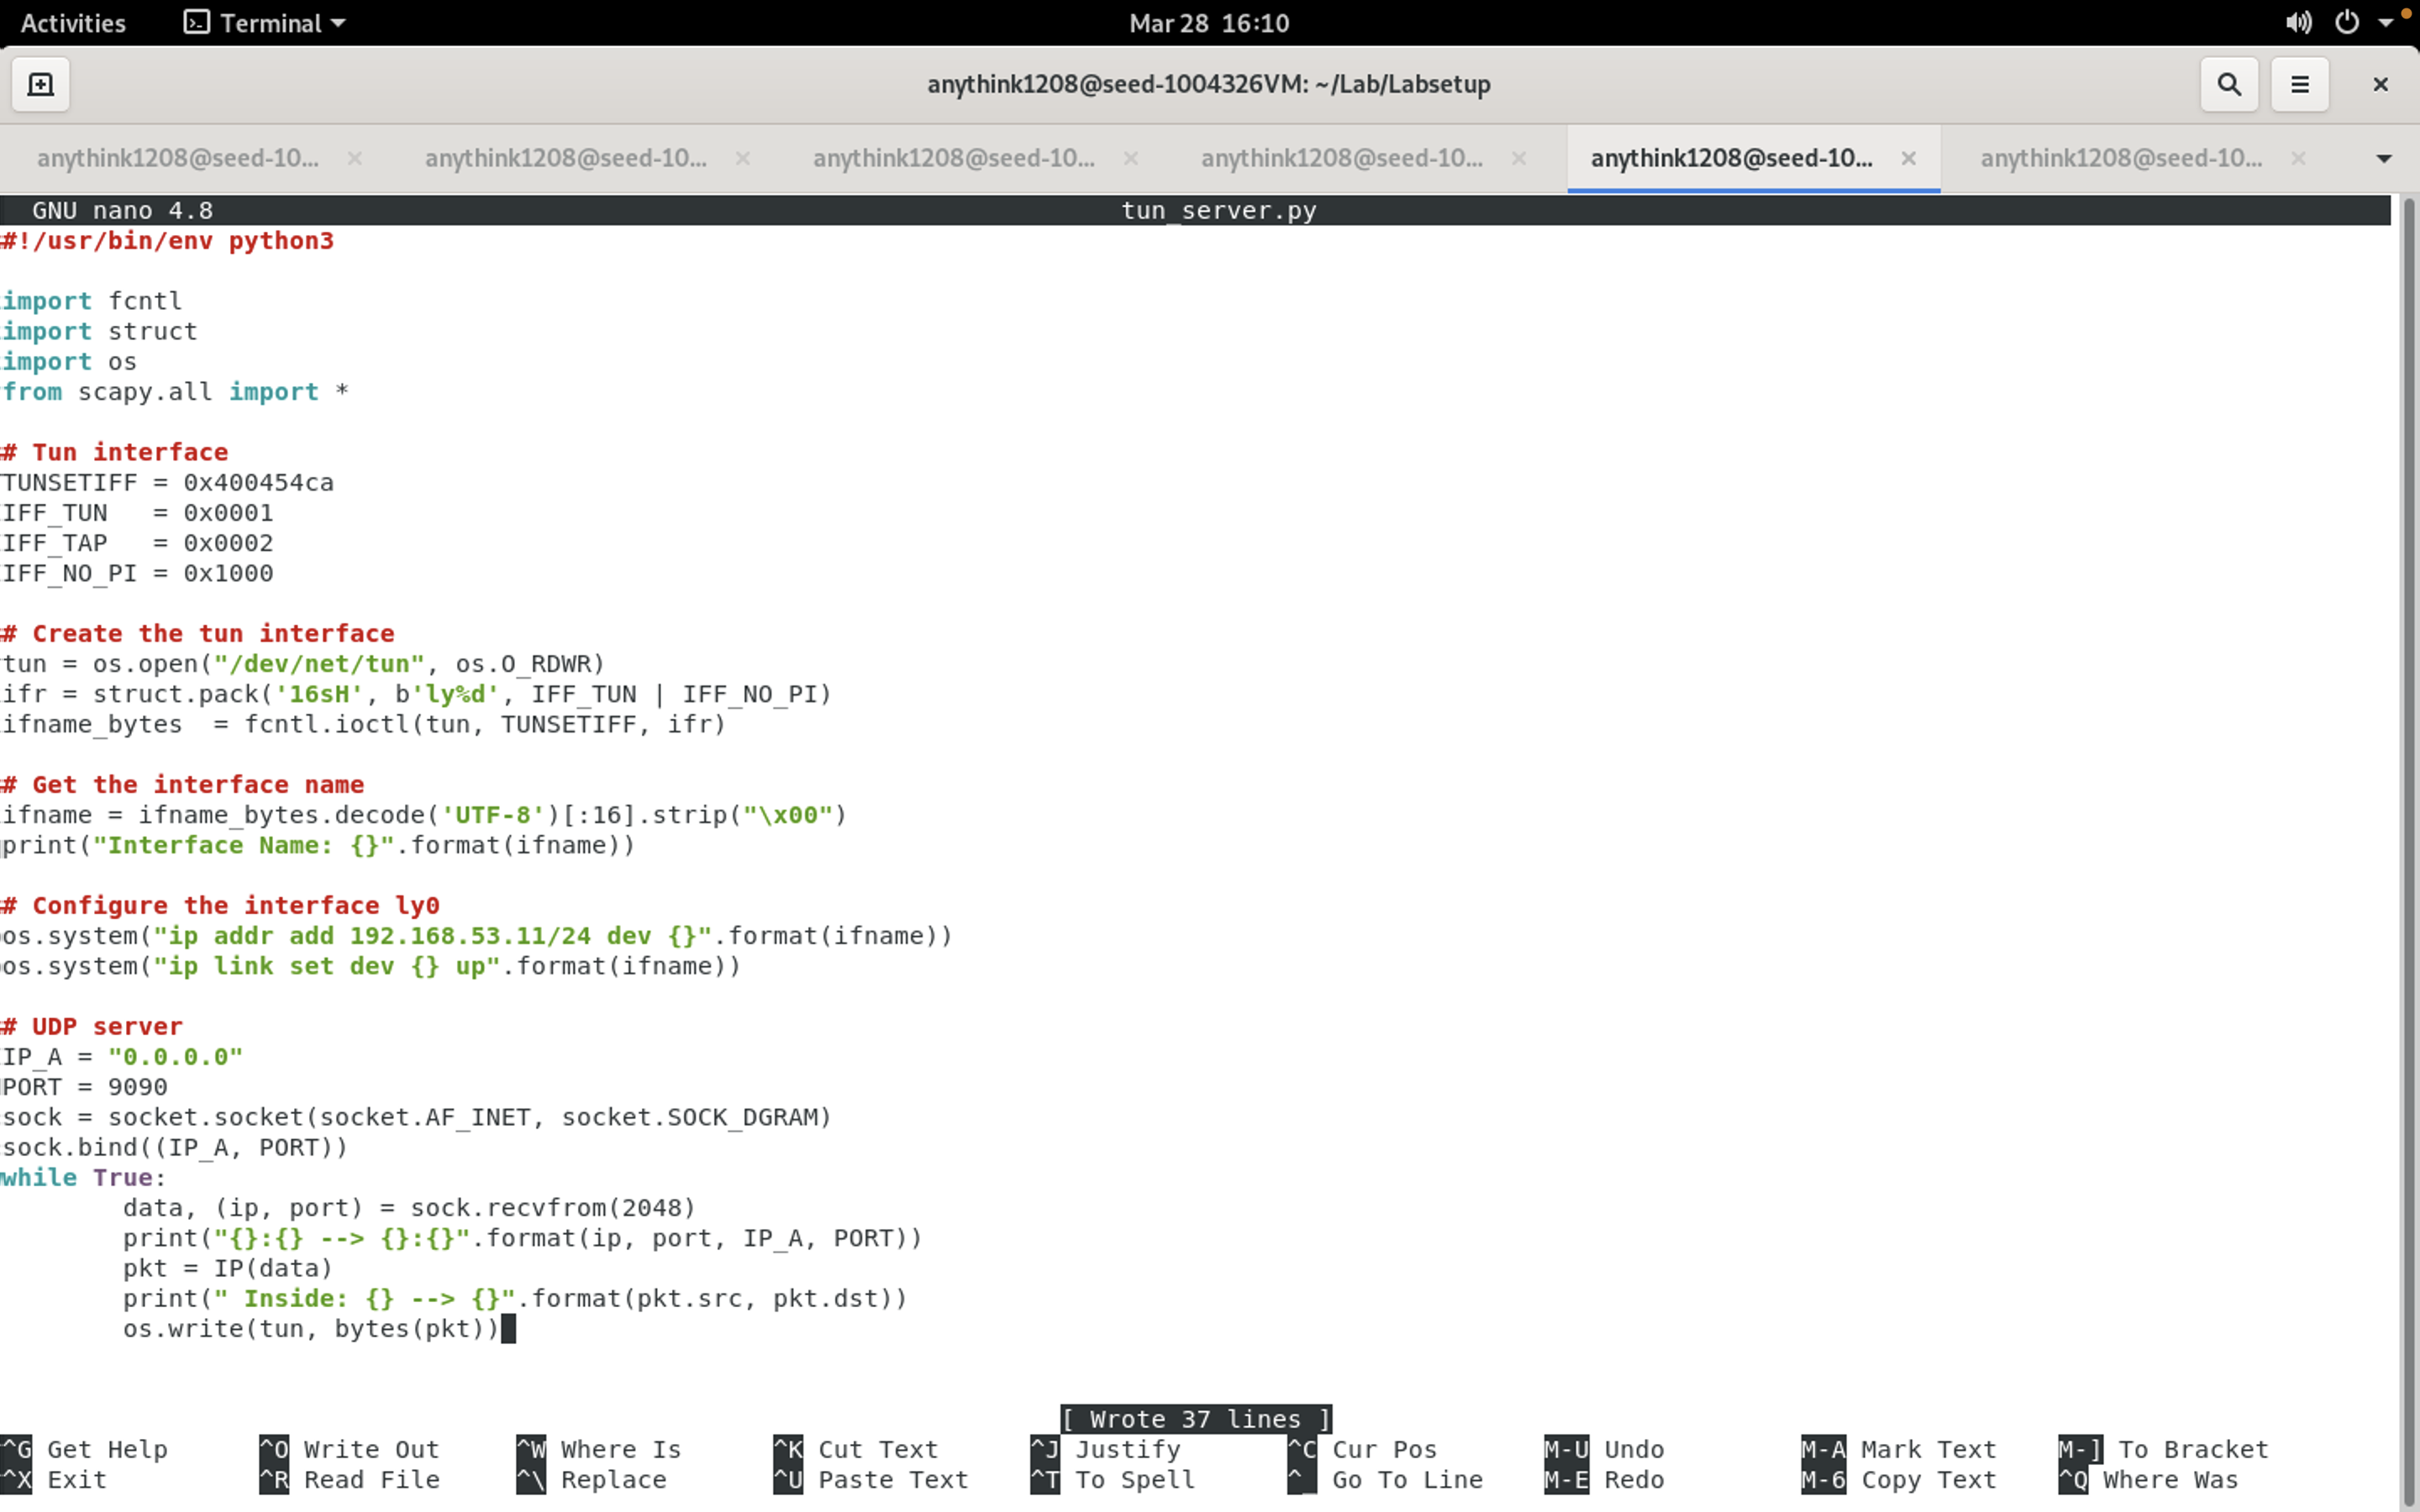 Activities Terminal Mar 28 16:10
anythink1208@seed-1004326VM: ~/Lab/Labsetup
anythink1208@seed-10... anythink1208@seed-10... anythink1208@seed-10... anythink1208@seed-10... anythink1208@seed-10... anythink1208@seed-10...
GNU nano 4.8 tun_server.py
#!/usr/bin/env python3
import fcntl
import struct
import os
from scapy.all import *
# Tun interface
TUNSETIFF = 0x400454ca
IFF_TUN   = 0x0001
IFF_TAP   = 0x0002
IFF_NO_PI = 0x1000
# Create the tun interface
tun = os.open("/dev/net/tun", os.O_RDWR)
ifr = struct.pack('16sH', b'ly%d', IFF_TUN | IFF_NO_PI)
ifname_bytes  = fcntl.ioctl(tun, TUNSETIFF, ifr)
# Get the interface name
ifname = ifname_bytes.decode('UTF-8')[:16].strip("\x00")
print("Interface Name: {}".format(ifname))
# Configure the interface ly0
os.system("ip addr add 192.168.53.11/24 dev {}".format(ifname))
os.system("ip link set dev {} up".format(ifname))
# UDP server
IP_A = "0.0.0.0"
PORT = 9090
sock = socket.socket(socket.AF_INET, socket.SOCK_DGRAM)
sock.bind((IP_A, PORT))
while True:
        data, (ip, port) = sock.recvfrom(2048)
        print("{}:{} --> {}:{}".format(ip, port, IP_A, PORT))
        pkt = IP(data)
        print(" Inside: {} --> {}".format(pkt.src, pkt.dst))
        os.write(tun, bytes(pkt))
[ Wrote 37 lines ]
^G Get Help ^O Write Out ^W Where Is ^K Cut Text ^J Justify ^C Cur Pos M-U Undo M-A Mark Text M-] To Bracket
^X Exit ^R Read File ^\ Replace ^U Paste Text ^T To Spell ^_ Go To Line M-E Redo M-6 Copy Text ^Q Where Was